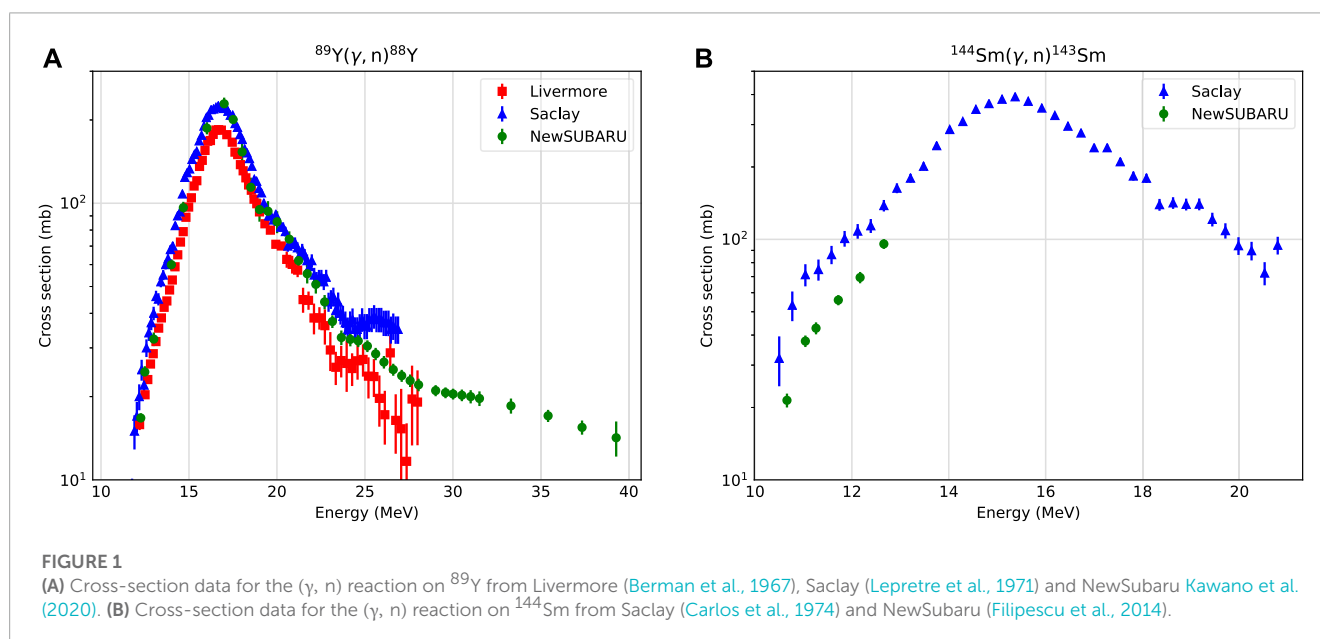 A
⁸⁹Y(γ, n)⁸⁸Y
Livermore
Saclay
NewSUBARU
10²
10¹
Cross section (mb)
10 15 20 25 30 35 40
Energy (MeV)
B
¹⁴⁴Sm(γ, n)¹⁴³Sm
Saclay
NewSUBARU
10²
10¹
Cross section (mb)
10 12 14 16 18 20
Energy (MeV)
FIGURE 1
(A) Cross-section data for the (γ, n) reaction on ⁸⁹Y from Livermore (Berman et al., 1967), Saclay (Lepretre et al., 1971) and NewSubaru Kawano et al.
(2020). (B) Cross-section data for the (γ, n) reaction on ¹⁴⁴Sm from Saclay (Carlos et al., 1974) and NewSubaru (Filipescu et al., 2014).